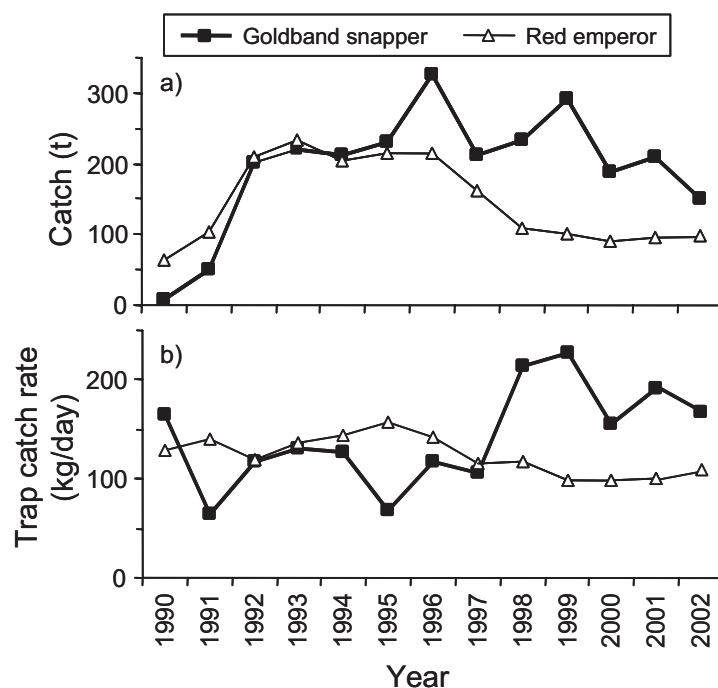 Goldband snapper
Red emperor
a)
300
200
100
0
Catch (t)
b)
200
100
0
Trap catch rate
(kg/day)
1990
1991
1992
1993
1994
1995
1996
1997
1998
1999
2000
2001
2002
Year